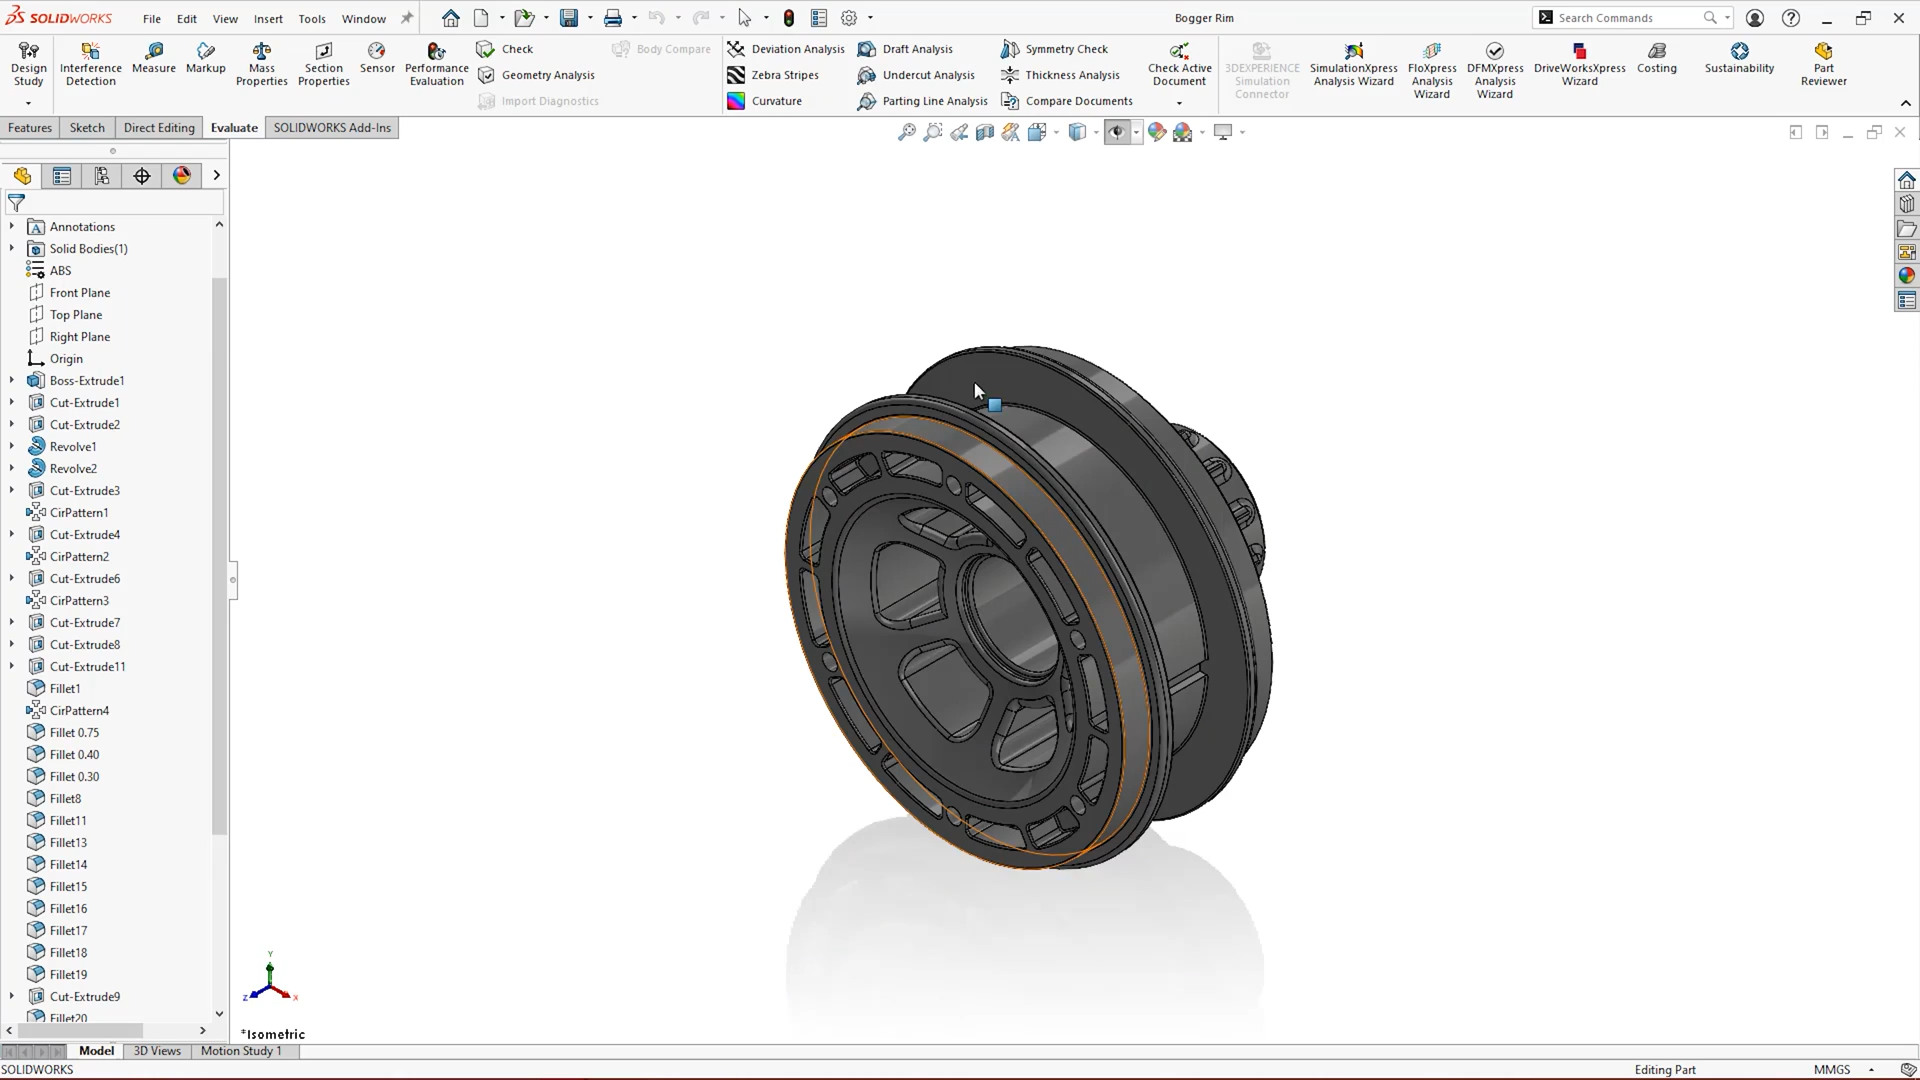 SOLIDWORKS File Edit View Insert Tools Window Bogger Rim Search Commands
Design Study
Interference Detection
Measure
Markup
Mass Properties
Section Properties
Sensor
Performance Evaluation
Check
Geometry Analysis
Import Diagnostics
Body Compare
Deviation Analysis
Zebra Stripes
Curvature
Draft Analysis
Undercut Analysis
Parting Line Analysis
Symmetry Check
Thickness Analysis
Compare Documents
Check Active Document
3DEXPERIENCE Simulation Connector
SimulationXpress Analysis Wizard
FloXpress Analysis Wizard
DFMXpress Analysis Wizard
DriveWorksXpress Wizard
Costing
Sustainability
Part Reviewer
Features Sketch Direct Editing Evaluate SOLIDWORKS Add-Ins
Annotations
Solid Bodies(1)
ABS
Front Plane
Top Plane
Right Plane
Origin
Boss-Extrude1
Cut-Extrude1
Cut-Extrude2
Revolve1
Revolve2
Cut-Extrude3
CirPattern1
Cut-Extrude4
CirPattern2
Cut-Extrude6
CirPattern3
Cut-Extrude7
Cut-Extrude8
Cut-Extrude11
Fillet1
CirPattern4
Fillet 0.75
Fillet 0.40
Fillet 0.30
Fillet8
Fillet11
Fillet13
Fillet14
Fillet15
Fillet16
Fillet17
Fillet18
Fillet19
Cut-Extrude9
Fillet20
Y
Z X
*Isometric
Model 3D Views Motion Study 1
SOLIDWORKS Editing Part MMGS